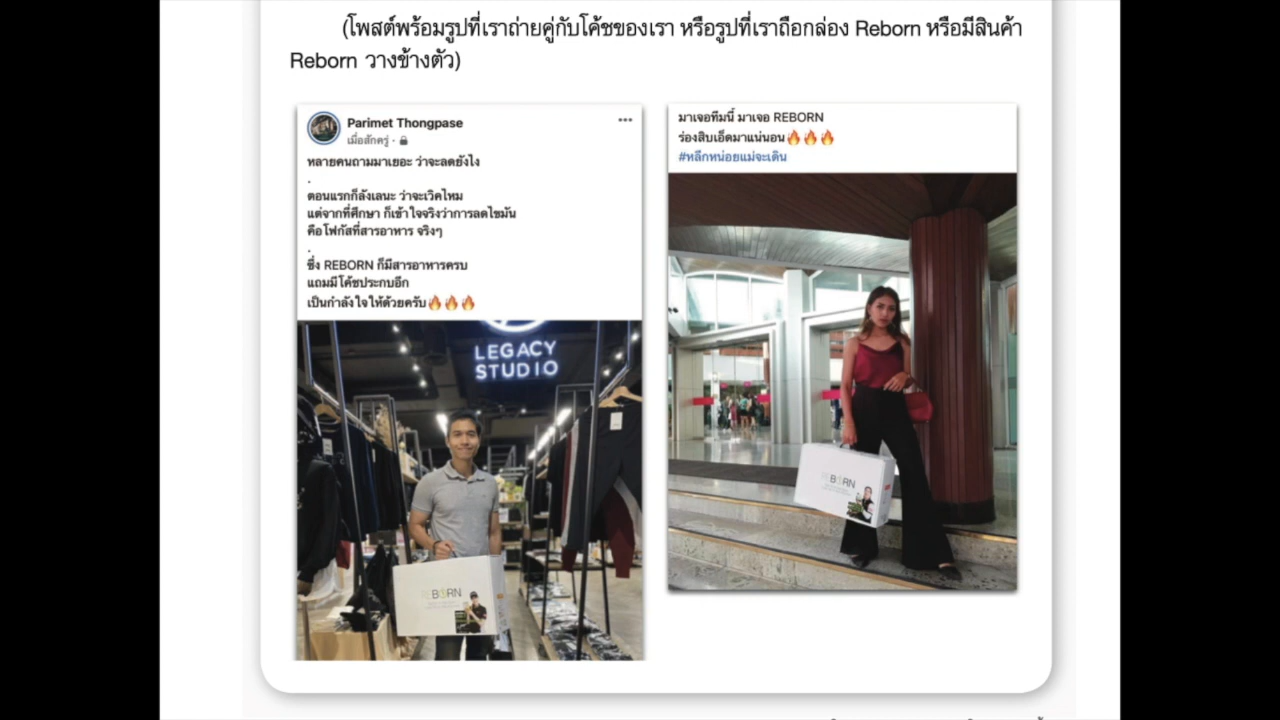 (โพสต์พร้อมรูปที่เราถ่ายคู่กับโค้ชของเรา หรือรูปที่เราถือกล่อง Reborn หรือมีสินค้า
Reborn วางข้างตัว)
Parimet Thongpase
เมื่อสักครู่
หลายคนถามมาเยอะ ว่าจะลดยังไง
.
ตอนแรกก็ลังเลนะ ว่าจะเวิคไหม
แต่จากที่ศึกษา ก็เข้าใจจริงว่าการลดไขมัน
คือโฟกัสที่สารอาหาร จริงๆ
.
ซึ่ง REBORN ก็มีสารอาหารครบ
แถมมีโค้ชประกบอีก
เป็นกำลังใจให้ด้วยครับ🔥🔥🔥
LEGACY
STUDIO
REBORN
มาเจอทีมนี้ มาเจอ REBORN
ร่องสิบเอ็ดมาแน่นอน🔥🔥🔥
#หลีกหน่อยแม่จะเดิน
REBORN